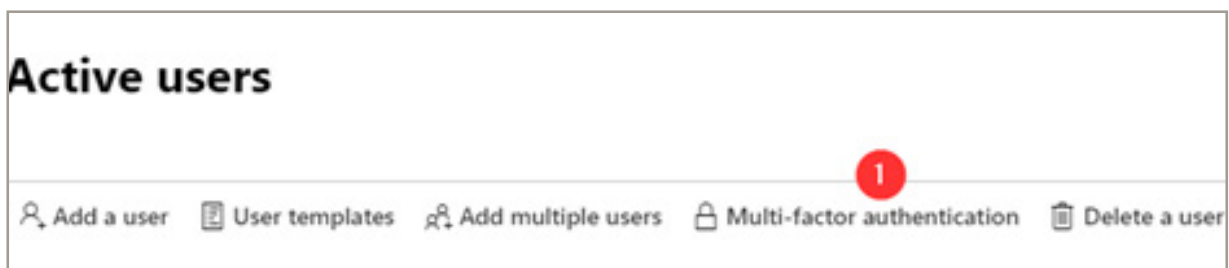 Active users
1
Add a user User templates Add multiple users Multi-factor authentication Delete a user